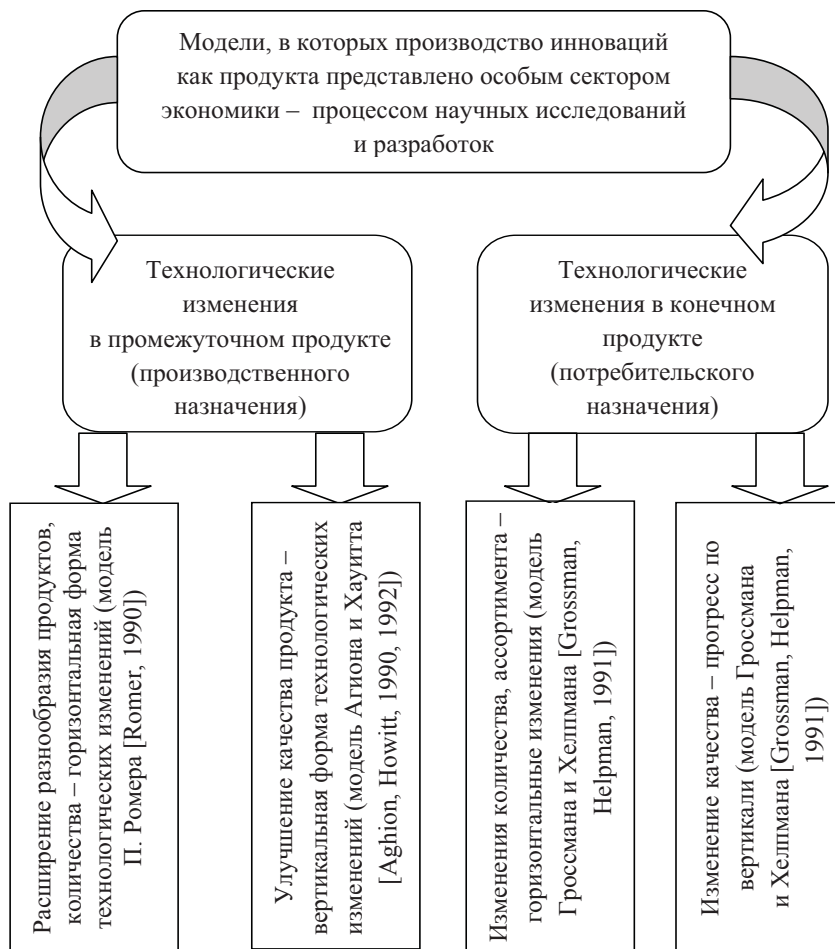 Модели, в которых производство инноваций
как продукта представлено особым сектором
экономики – процессом научных исследований
и разработок
Технологические
изменения
в промежуточном продукте
(производственного
назначения)
Технологические
изменения в конечном
продукте
(потребительского
назначения)
Расширение разнообразия продуктов,
количества – горизонтальная форма
технологических изменений (модель
П. Ромера [Romer, 1990])
Улучшение качества продукта –
вертикальная форма технологических
изменений (модель Агиона и Хауитта
[Aghion, Howitt, 1990, 1992])
Изменения количества, ассортимента –
горизонтальные изменения (модель
Гроссмана и Хелпмана [Grossman,
Helpman, 1991])
Изменение качества – прогресс по
вертикали (модель Гроссмана
и Хелпмана [Grossman, Helpman,
1991])